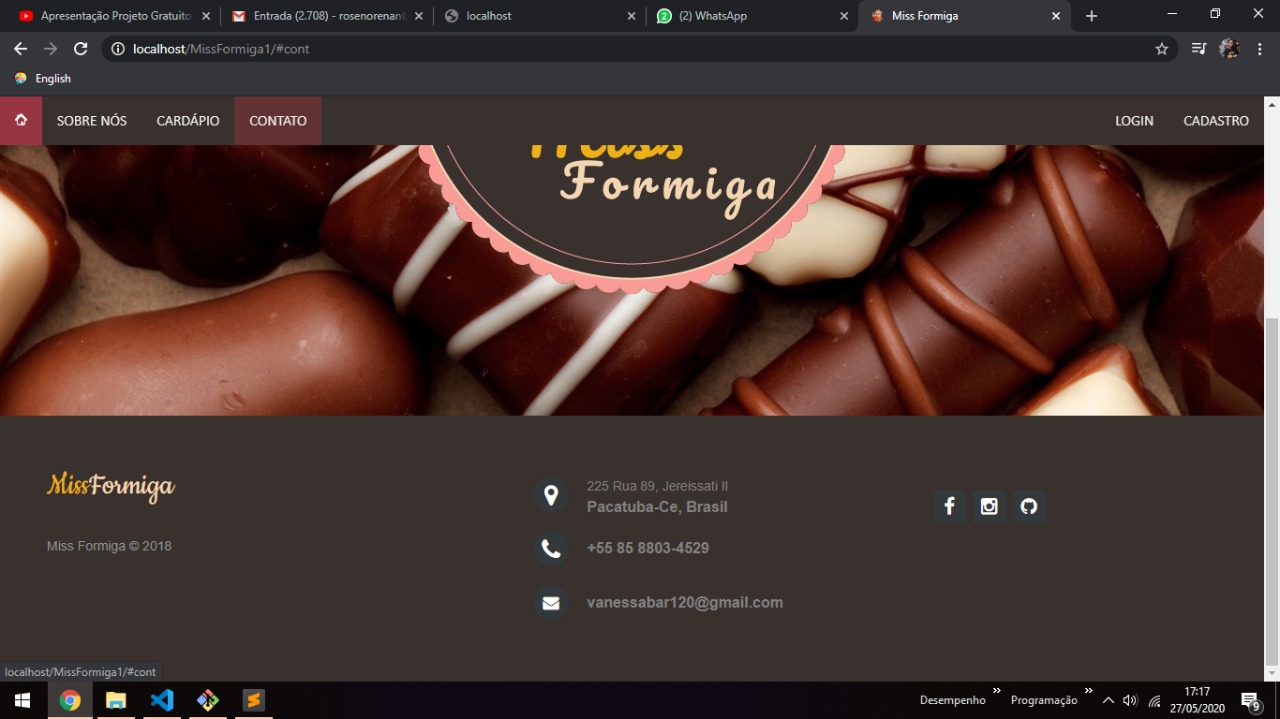 Apresentação Projeto Gratuito
Entrada (2.708) - rosenorenas
localhost
(2) WhatsApp
Miss Formiga
localhost/MissFormiga1/#cont
English
SOBRE NÓS
CARDÁPIO
CONTATO
LOGIN
CADASTRO
Miss
Formiga
MissFormiga
Miss Formiga © 2018
225 Rua 89, Jereissati II
Pacatuba-Ce, Brasil
+55 85 8803-4529
vanessabar120@gmail.com
localhost/MissFormiga1/#cont
Desempenho
Programação
17:17
27/05/2020
9